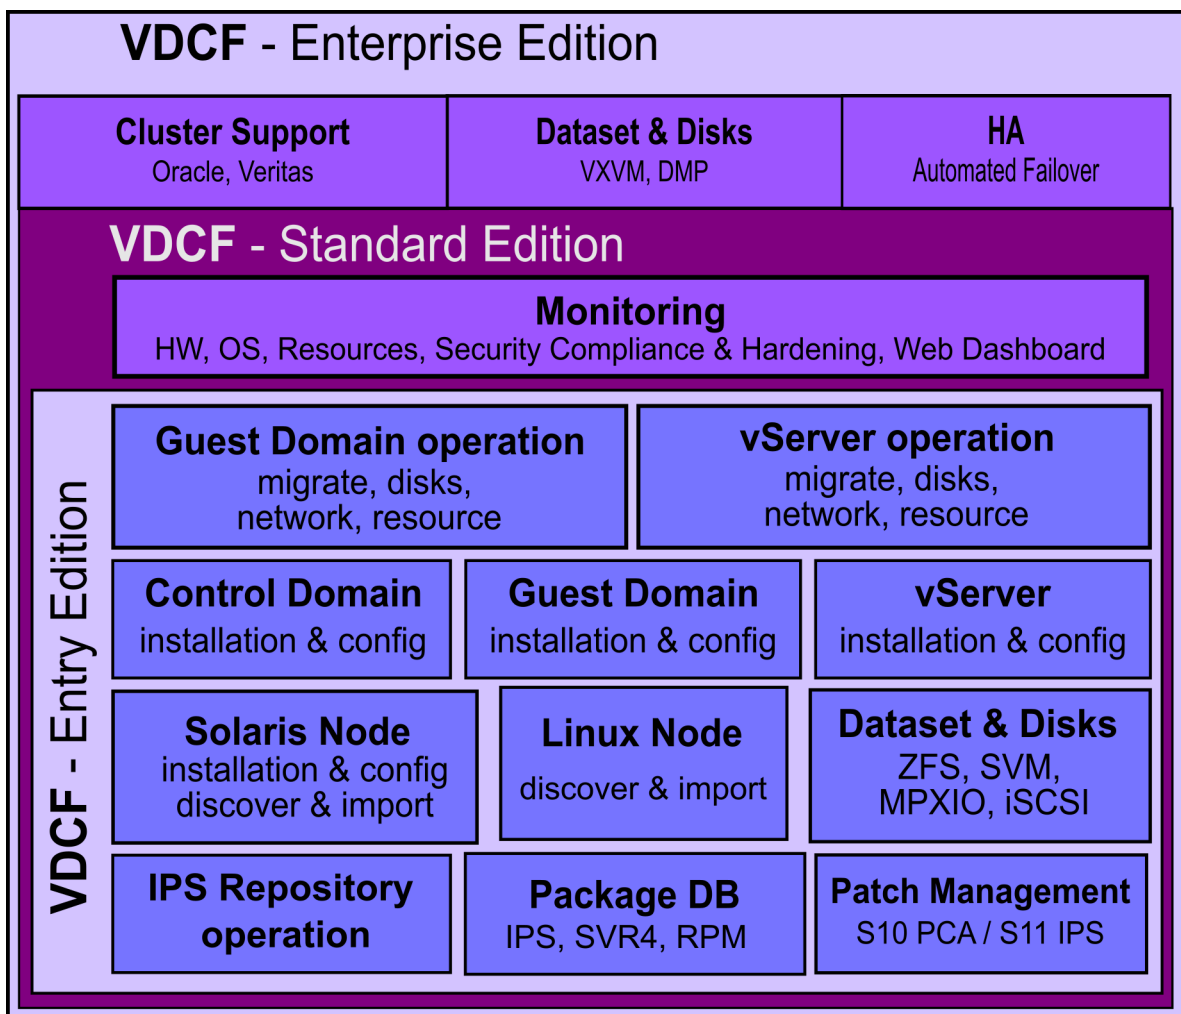 VDCF - Enterprise Edition
Cluster Support
Oracle, Veritas
Dataset & Disks
VXVM, DMP
HA
Automated Failover
VDCF - Standard Edition
Monitoring
HW, OS, Resources, Security Compliance & Hardening, Web Dashboard
VDCF - Entry Edition
Guest Domain operation
migrate, disks,
network, resource
vServer operation
migrate, disks,
network, resource
Control Domain
installation & config
Guest Domain
installation & config
vServer
installation & config
Solaris Node
installation & config
discover & import
Linux Node
discover & import
Dataset & Disks
ZFS, SVM,
MPXIO, iSCSI
IPS Repository
operation
Package DB
IPS, SVR4, RPM
Patch Management
S10 PCA / S11 IPS